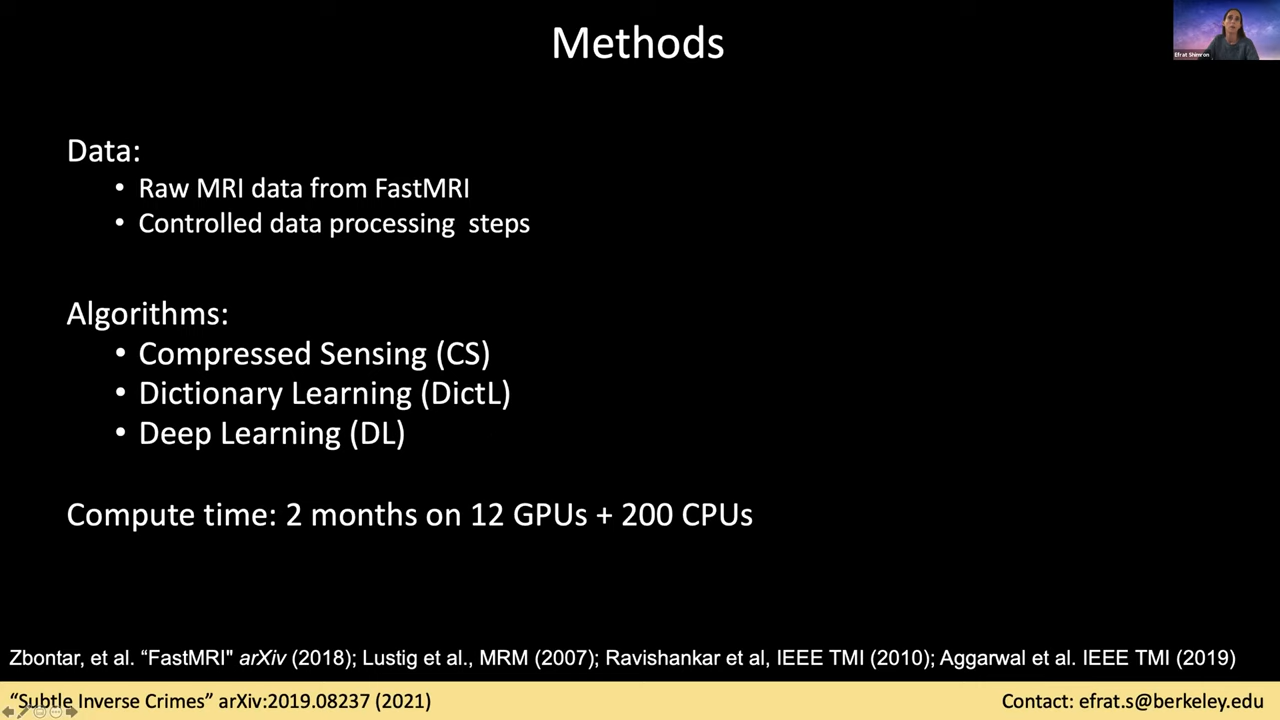 Methods
Efrat Shimron
Data:
• Raw MRI data from FastMRI
• Controlled data processing  steps
Algorithms:
• Compressed Sensing (CS)
• Dictionary Learning (DictL)
• Deep Learning (DL)
Compute time: 2 months on 12 GPUs + 200 CPUs
Zbontar, et al. “FastMRI" arXiv (2018); Lustig et al., MRM (2007); Ravishankar et al, IEEE TMI (2010); Aggarwal et al. IEEE TMI (2019)
“Subtle Inverse Crimes” arXiv:2019.08237 (2021)
Contact: efrat.s@berkeley.edu